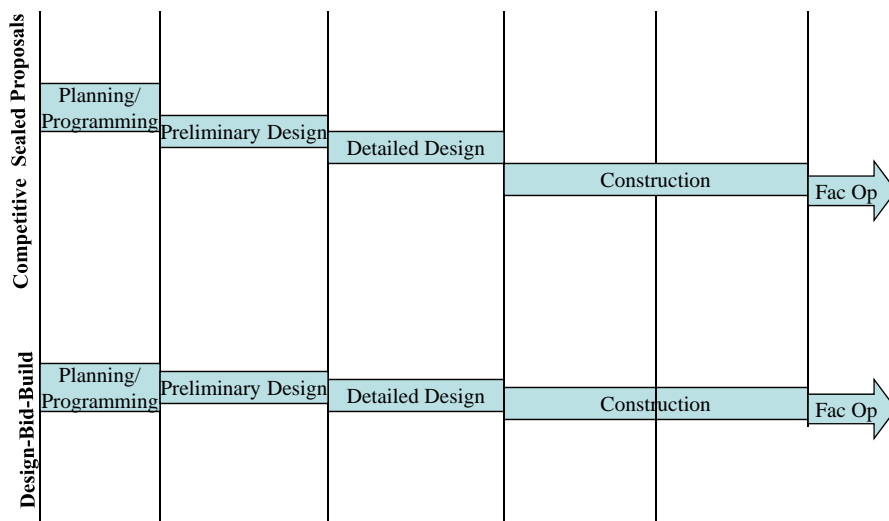 Competitive Sealed Proposals
Planning/
Programming
Preliminary Design
Detailed Design
Construction
Fac Op
Design-Bid-Build
Planning/
Programming
Preliminary Design
Detailed Design
Construction
Fac Op